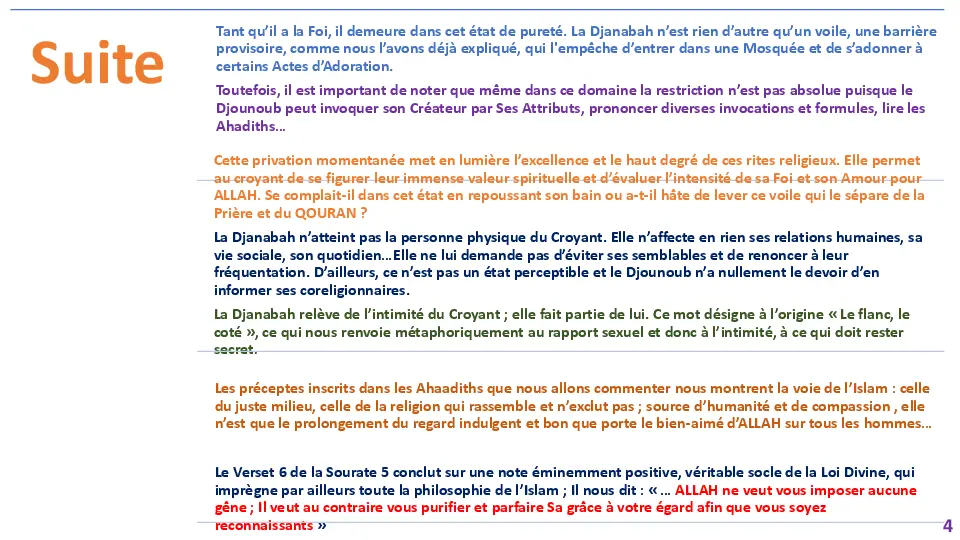 Suite
Tant qu’il a la Foi, il demeure dans cet état de pureté. La Djanabah n’est rien d’autre qu’un voile, une barrière
provisoire, comme nous l’avons déjà expliqué, qui l'empêche d’entrer dans une Mosquée et de s’adonner à
certains Actes d’Adoration.
Toutefois, il est important de noter que même dans ce domaine la restriction n’est pas absolue puisque le
Djounoub peut invoquer son Créateur par Ses Attributs, prononcer diverses invocations et formules, lire les
Ahadiths…
Cette privation momentanée met en lumière l’excellence et le haut degré de ces rites religieux. Elle permet
au croyant de se figurer leur immense valeur spirituelle et d’évaluer l’intensité de sa Foi et son Amour pour
ALLAH. Se complait-il dans cet état en repoussant son bain ou a-t-il hâte de lever ce voile qui le sépare de la
Prière et du QOURAN ?
La Djanabah n’atteint pas la personne physique du Croyant. Elle n’affecte en rien ses relations humaines, sa
vie sociale, son quotidien…Elle ne lui demande pas d’éviter ses semblables et de renoncer à leur
fréquentation. D’ailleurs, ce n’est pas un état perceptible et le Djounoub n’a nullement le devoir d’en
informer ses coreligionnaires.
La Djanabah relève de l’intimité du Croyant ; elle fait partie de lui. Ce mot désigne à l’origine « Le flanc, le
coté », ce qui nous renvoie métaphoriquement au rapport sexuel et donc à l’intimité, à ce qui doit rester
secret.
Les préceptes inscrits dans les Ahaadiths que nous allons commenter nous montrent la voie de l’Islam : celle
du juste milieu, celle de la religion qui rassemble et n’exclut pas ; source d’humanité et de compassion , elle
n’est que le prolongement du regard indulgent et bon que porte le bien-aimé d’ALLAH sur tous les hommes…
Le Verset 6 de la Sourate 5 conclut sur une note éminemment positive, véritable socle de la Loi Divine, qui
imprègne par ailleurs toute la philosophie de l’Islam ; Il nous dit : « … ALLAH ne veut vous imposer aucune
gêne ; Il veut au contraire vous purifier et parfaire Sa grâce à votre égard afin que vous soyez
reconnaissants »
4